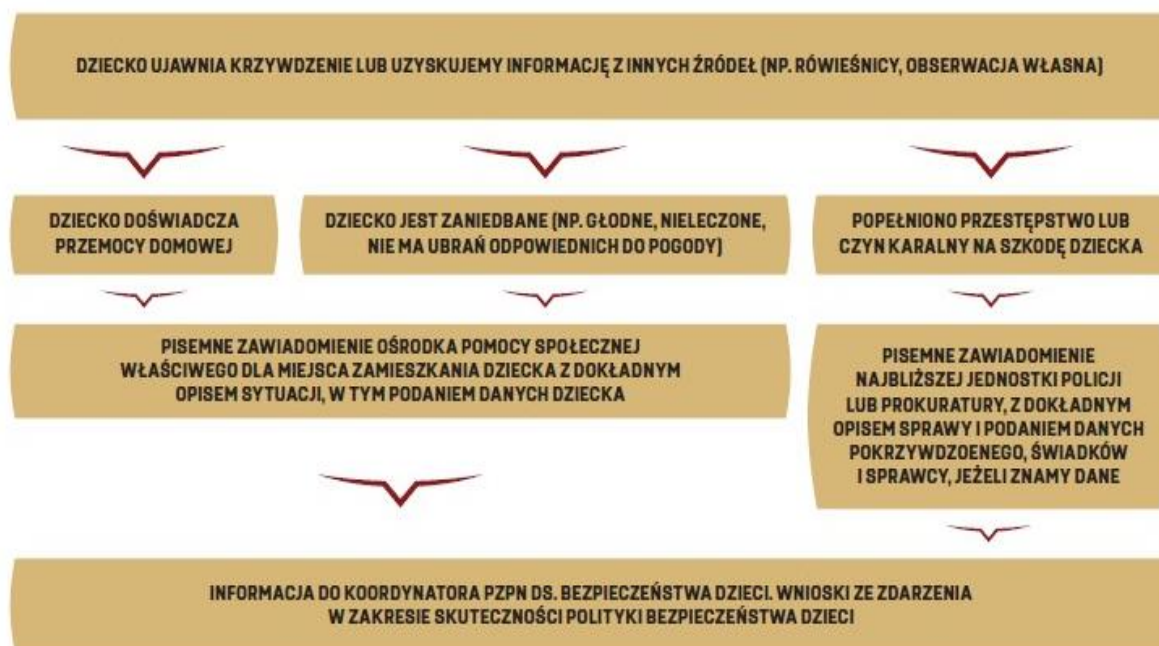 DZIECKO UJAWNIA KRZYWDZENIE LUB UZYSKUJEMY INFORMACJĘ Z INNYCH ŹRÓDEŁ (NP. RÓWIEŚNICY, OBSERWACJA WŁASNA)
DZIECKO DOŚWIADCZA
PRZEMOCY DOMOWEJ
DZIECKO JEST ZANIEDBANE (NP. GŁODNE, NIELECZONE,
NIE MA UBRAŃ ODPOWIEDNICH DO POGODY)
POPEŁNIONO PRZESTĘPSTWO LUB
CZYN KARALNY NA SZKODĘ DZIECKA
PISEMNE ZAWIADOMIENIE OŚRODKA POMOCY SPOŁECZNEJ
WŁAŚCIWEGO DLA MIEJSCA ZAMIESZKANIA DZIECKA Z DOKŁADNYM
OPISEM SYTUACJI, W TYM PODANIEM DANYCH DZIECKA
PISEMNE ZAWIADOMIENIE
NAJBLIŻSZEJ JEDNOSTKI POLICJI
LUB PROKURATURY, Z DOKŁADNYM
OPISEM SPRAWY I PODANIEM DANYCH
POKRZYWDZOENEGO, ŚWIADKÓW
I SPRAWCY, JEŻELI ZNAMY DANE
INFORMACJA DO KOORDYNATORA PZPN DS. BEZPIECZEŃSTWA DZIECI. WNIOSKI ZE ZDARZENIA
W ZAKRESIE SKUTECZNOŚCI POLITYKI BEZPIECZEŃSTWA DZIECI